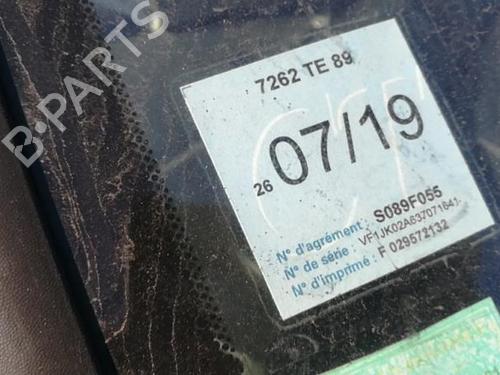 B-PARTS
7262 TE 89
26 07/19
N° d'agrément : S089F055
N° de série : VF1JK02A637071641
N° d'imprimé : F 029572132